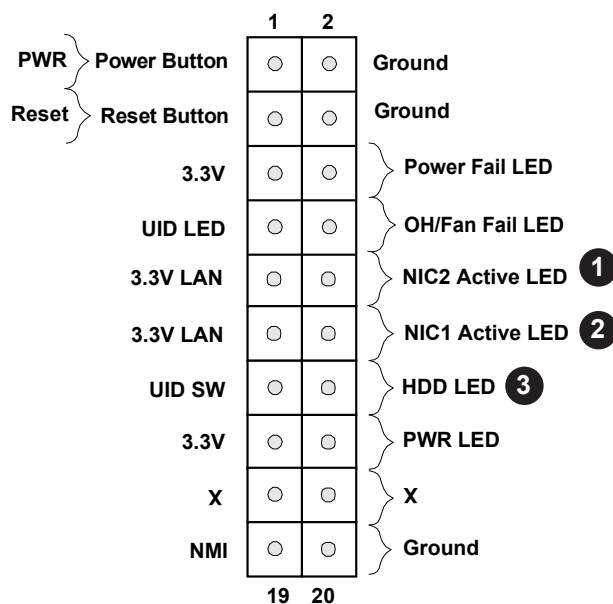 1 2
PWR Power Button Ground
Reset Reset Button Ground
3.3V Power Fail LED
UID LED OH/Fan Fail LED
3.3V LAN NIC2 Active LED 1
3.3V LAN NIC1 Active LED 2
UID SW HDD LED 3
3.3V PWR LED
X X
NMI Ground
19 20